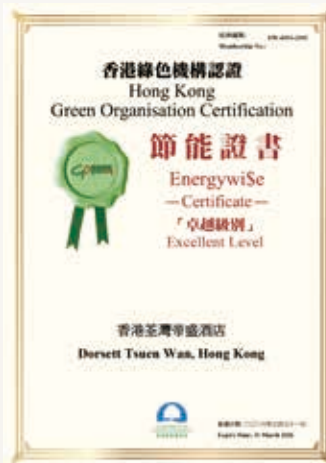 Membership No.:
香港綠色機構認證
Hong Kong
Green Organisation Certification
節能證書
Energywi$e
—Certificate—
「卓越級別」
Excellent Level
香港荃灣帝盛酒店
Dorsett Tsuen Wan, Hong Kong